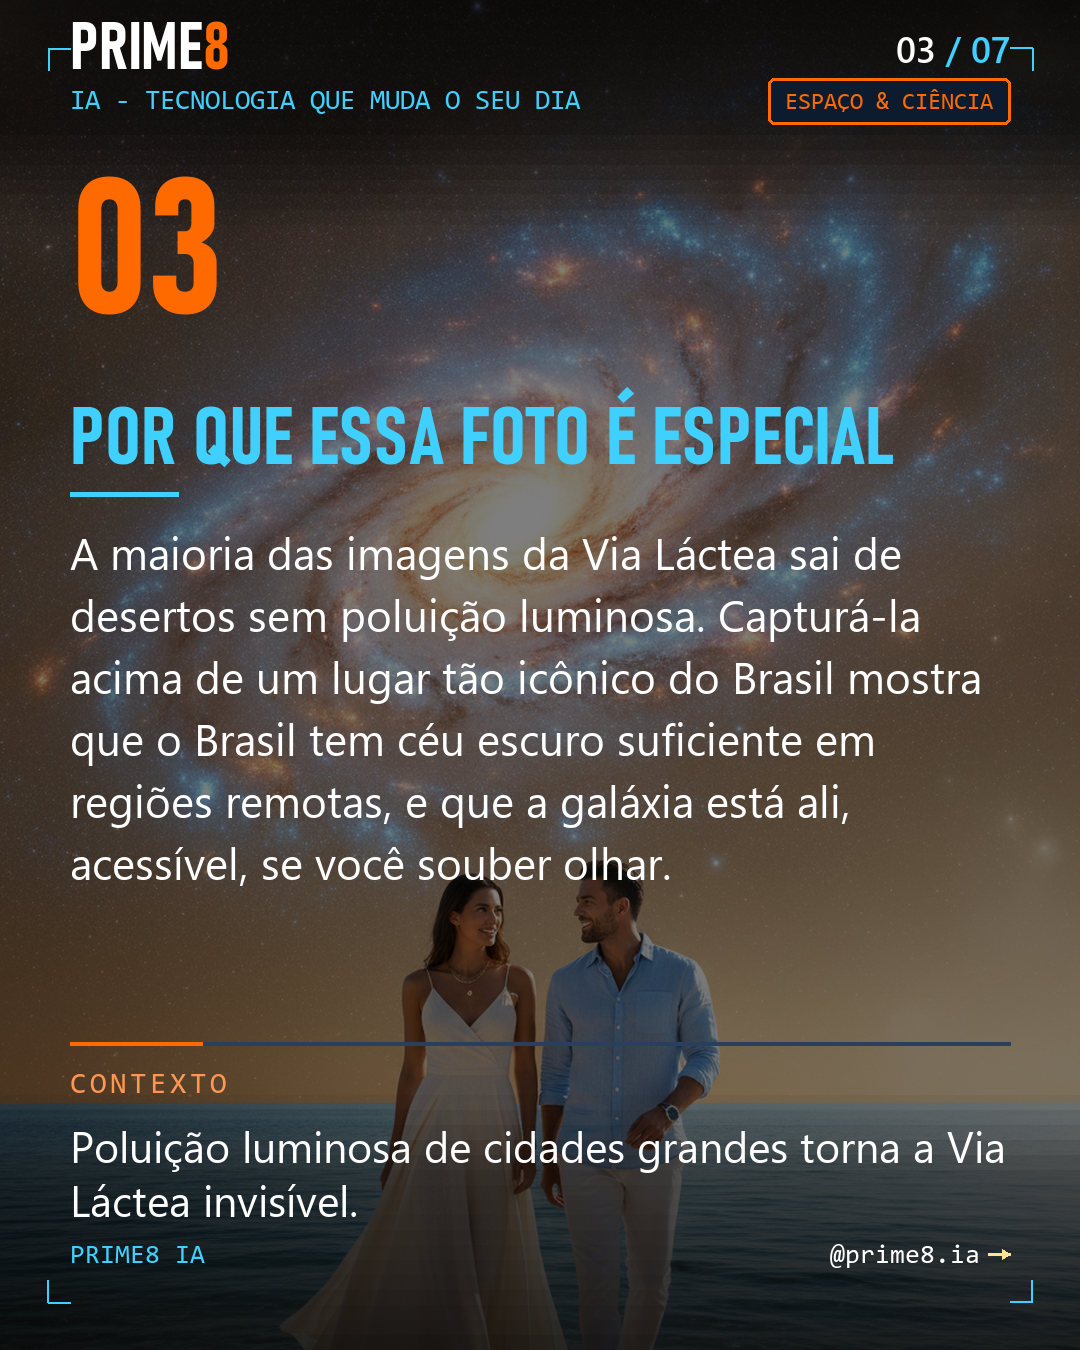 PRIME8
03 / 07
IA - TECNOLOGIA QUE MUDA O SEU DIA
ESPAÇO & CIÊNCIA
03
POR QUE ESSA FOTO É ESPECIAL
A maioria das imagens da Via Láctea sai de
desertos sem poluição luminosa. Capturá-la
acima de um lugar tão icônico do Brasil mostra
que o Brasil tem céu escuro suficiente em
regiões remotas, e que a galáxia está ali,
acessível, se você souber olhar.
CONTEXTO
Poluição luminosa de cidades grandes torna a Via
Láctea invisível.
PRIME8 IA
@prime8.ia